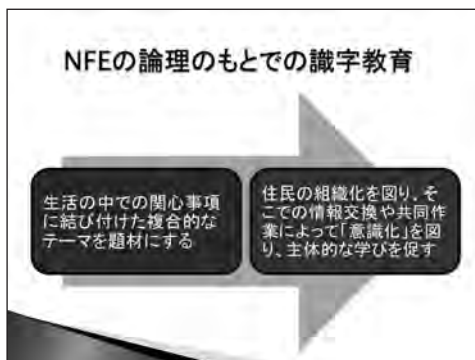 NFEの論理のもとでの識字教育
生活の中での関心事項
に結び付けた複合的な
テーマを題材にする
住民の組織化を図り、そ
こでの情報交換や共同作
業によって「意識化」を図
り、主体的な学びを促す